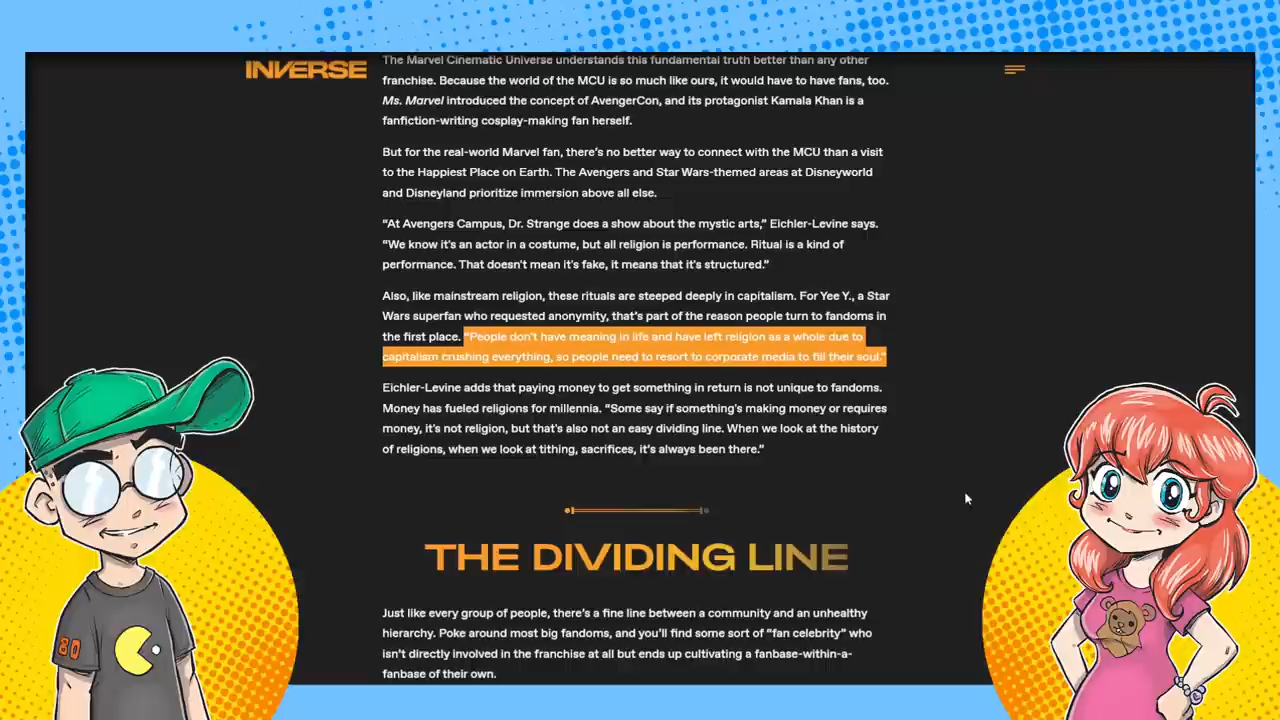 The Marvel Cinematic Universe understands this fundamental truth better than any other
INVERSE
franchise. Because the world of the MCU is so much like ours, it would have to have fans, too.
Ms. Marvel introduced the concept of AvengerCon, and its protagonist Kamala Khan is a
fanfiction-writing cosplay-making fan herself.
But for the real-world Marvel fan, there's no better way to connect with the MCU than a visit
to the Happiest Place on Earth. The Avengers and Star Wars-themed areas at Disneyworld
and Disneyland prioritize immersion above all else.
“At Avengers Campus, Dr. Strange does a show about the mystic arts,” Eichler-Levine says.
“We know it's an actor in a costume, but all religion is performance. Ritual is a kind of
performance. That doesn't mean it's fake, it means that it's structured.”
Also, like mainstream religion, these rituals are steeped deeply in capitalism. For Yee Y., a Star
Wars superfan who requested anonymity, that's part of the reason people turn to fandoms in
the first place. “People don't have meaning in life and have left religion as a whole due to
capitalism crushing everything, so people need to resort to corporate media to fill their soul.”
Eichler-Levine adds that paying money to get something in return is not unique to fandoms.
Money has fueled religions for millennia. “Some say if something's making money or requires
money, it's not religion, but that's also not an easy dividing line. When we look at the history
of religions, when we look at tithing, sacrifices, it's always been there.”
THE DIVIDING LINE
Just like every group of people, there's a fine line between a community and an unhealthy
hierarchy. Poke around most big fandoms, and you'll find some sort of “fan celebrity” who
isn't directly involved in the franchise at all but ends up cultivating a fanbase-within-a-
fanbase of their own.
80